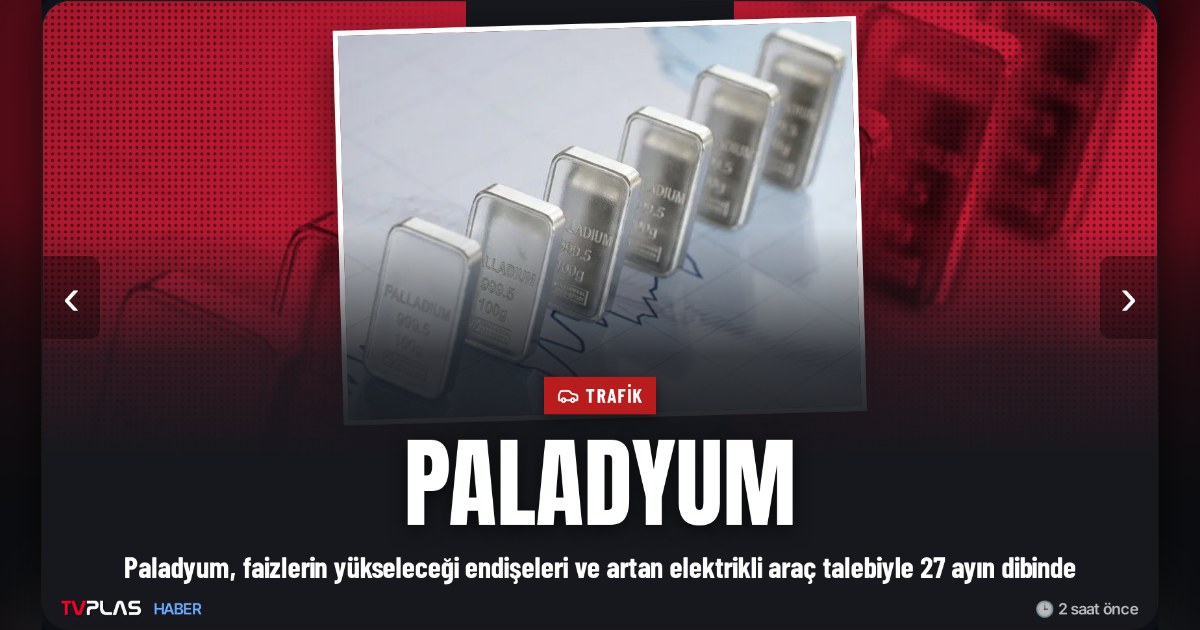 PALLADIUM
999.5
100g
PALLADIUM
999.5
100g
TRAFİK
PALADYUM
Paladyum, faizlerin yükseleceği endişeleri ve artan elektrikli araç talebiyle 27 ayın dibinde
TVPLAS HABER
2 saat önce